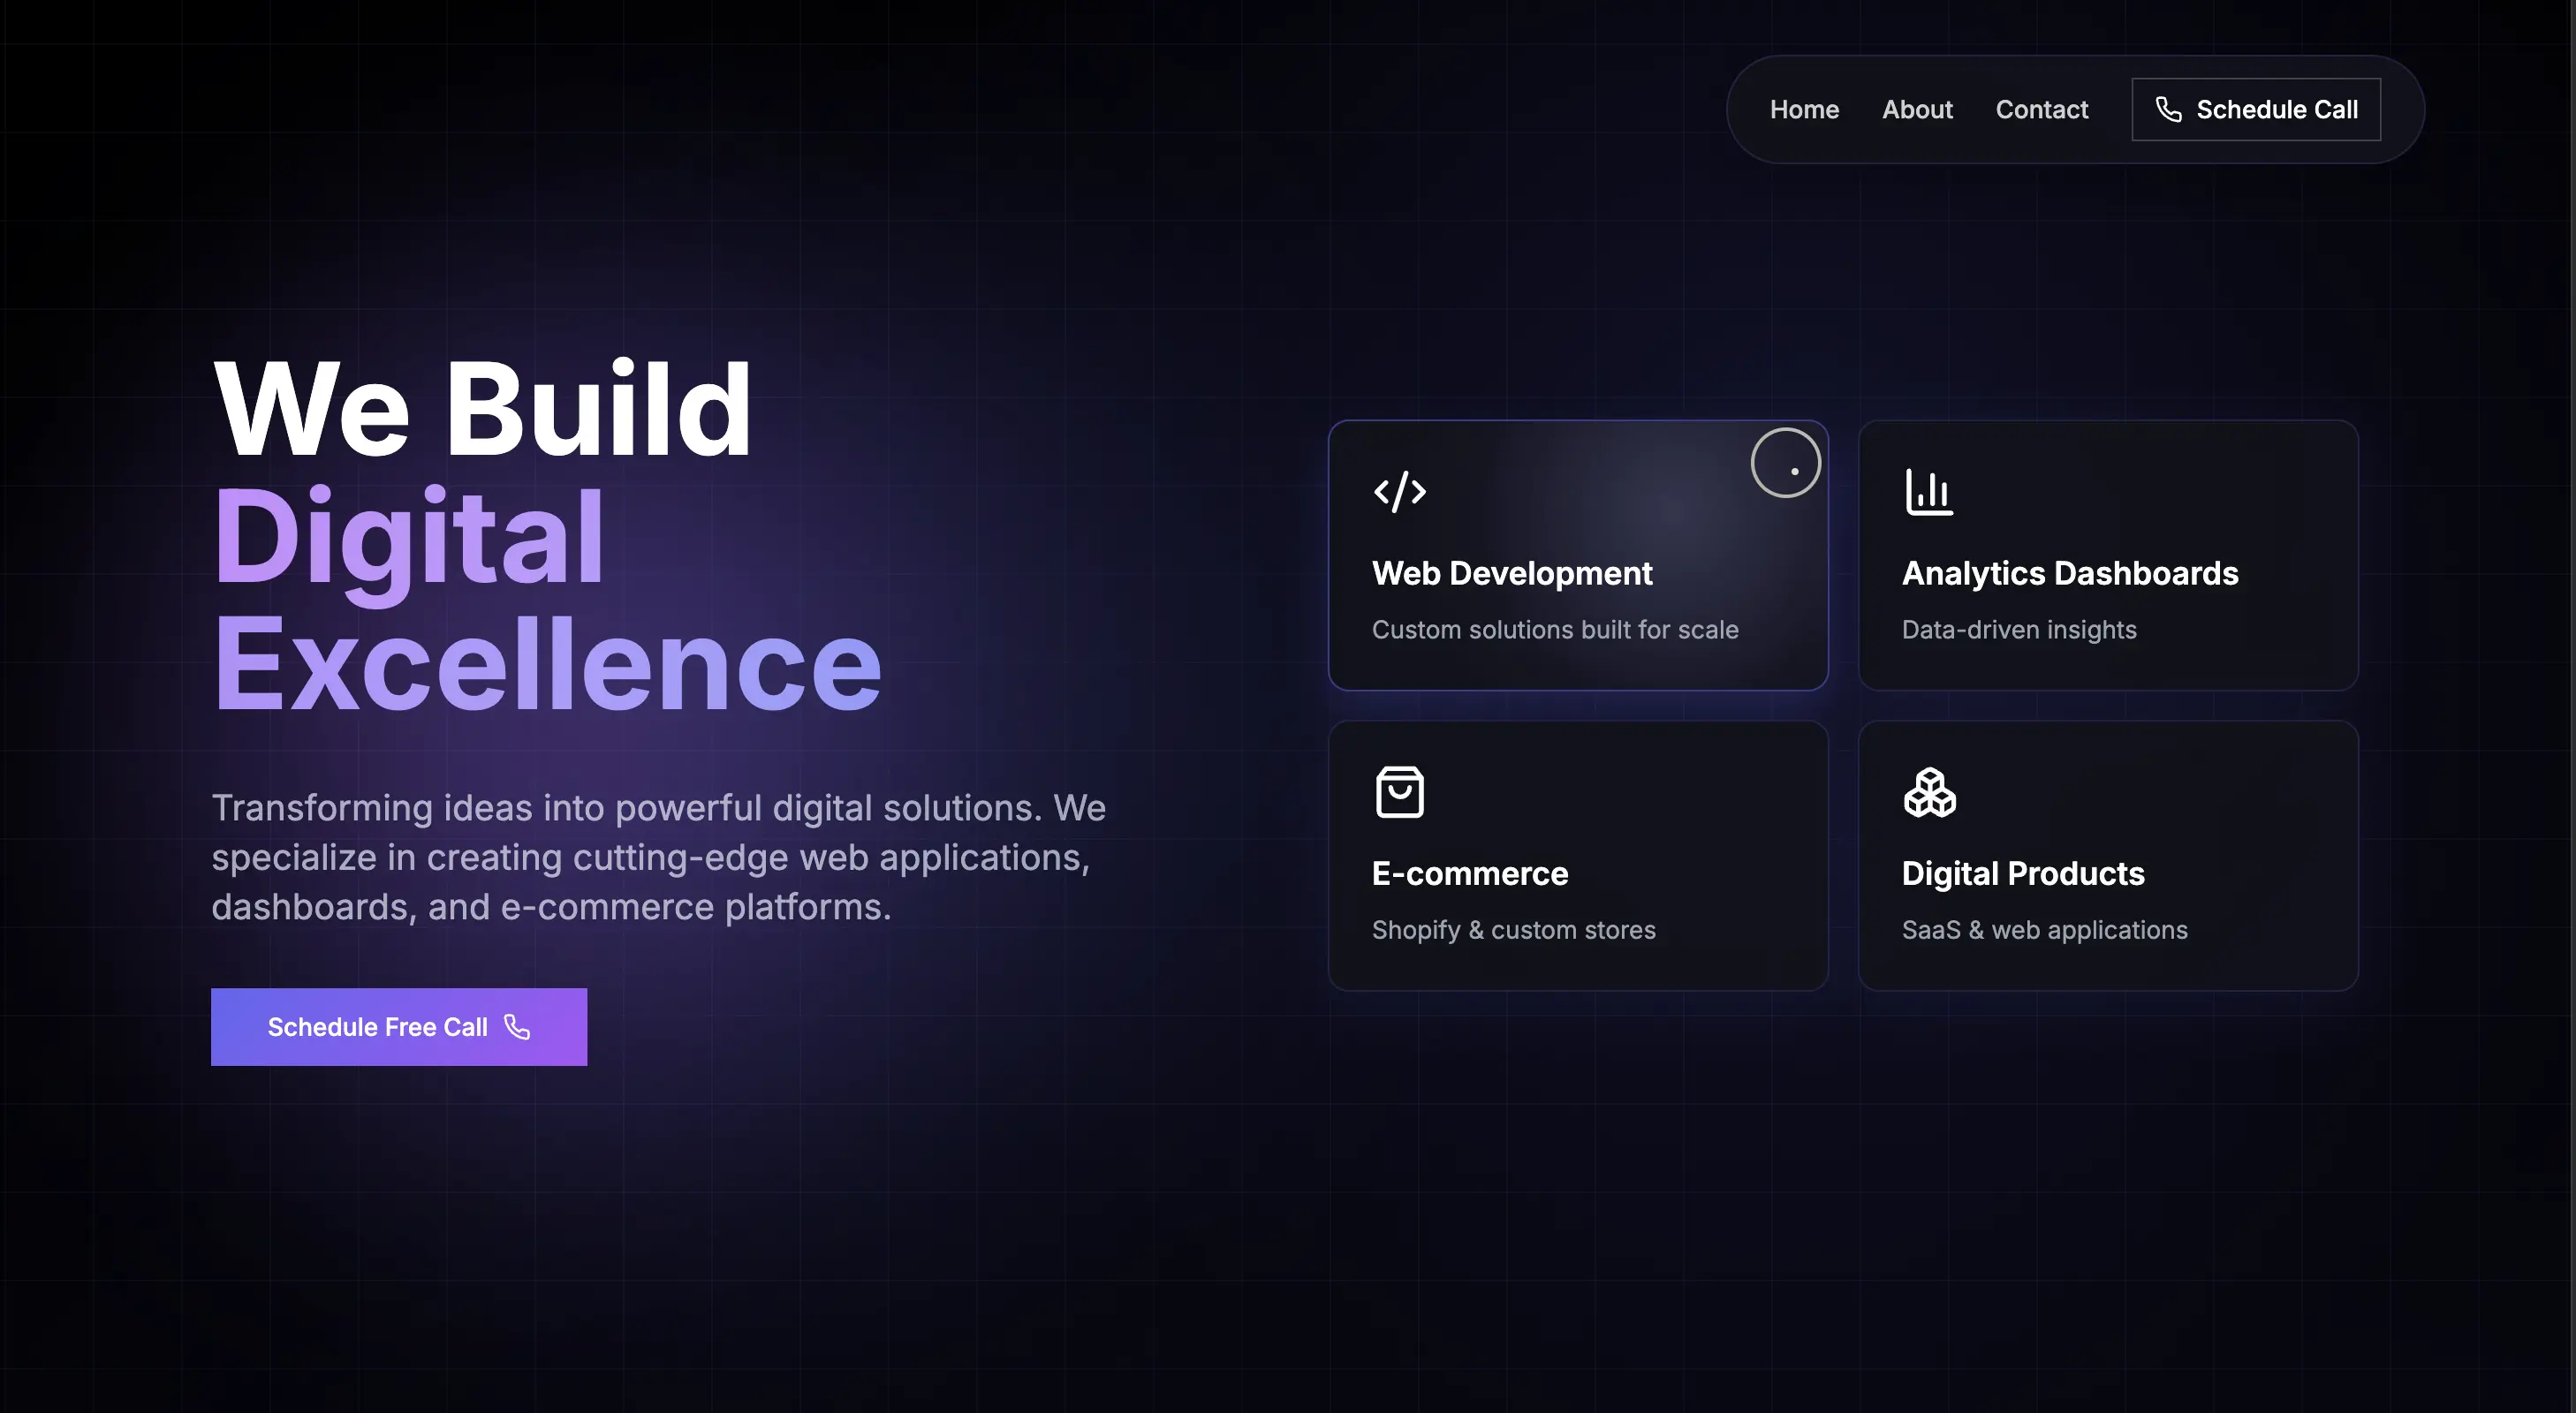 Home
About
Contact
Schedule Call
We Build
Digital
Excellence
Transforming ideas into powerful digital solutions. We
specialize in creating cutting-edge web applications,
dashboards, and e-commerce platforms.
Schedule Free Call
Web Development
Custom solutions built for scale
Analytics Dashboards
Data-driven insights
E-commerce
Shopify & custom stores
Digital Products
SaaS & web applications